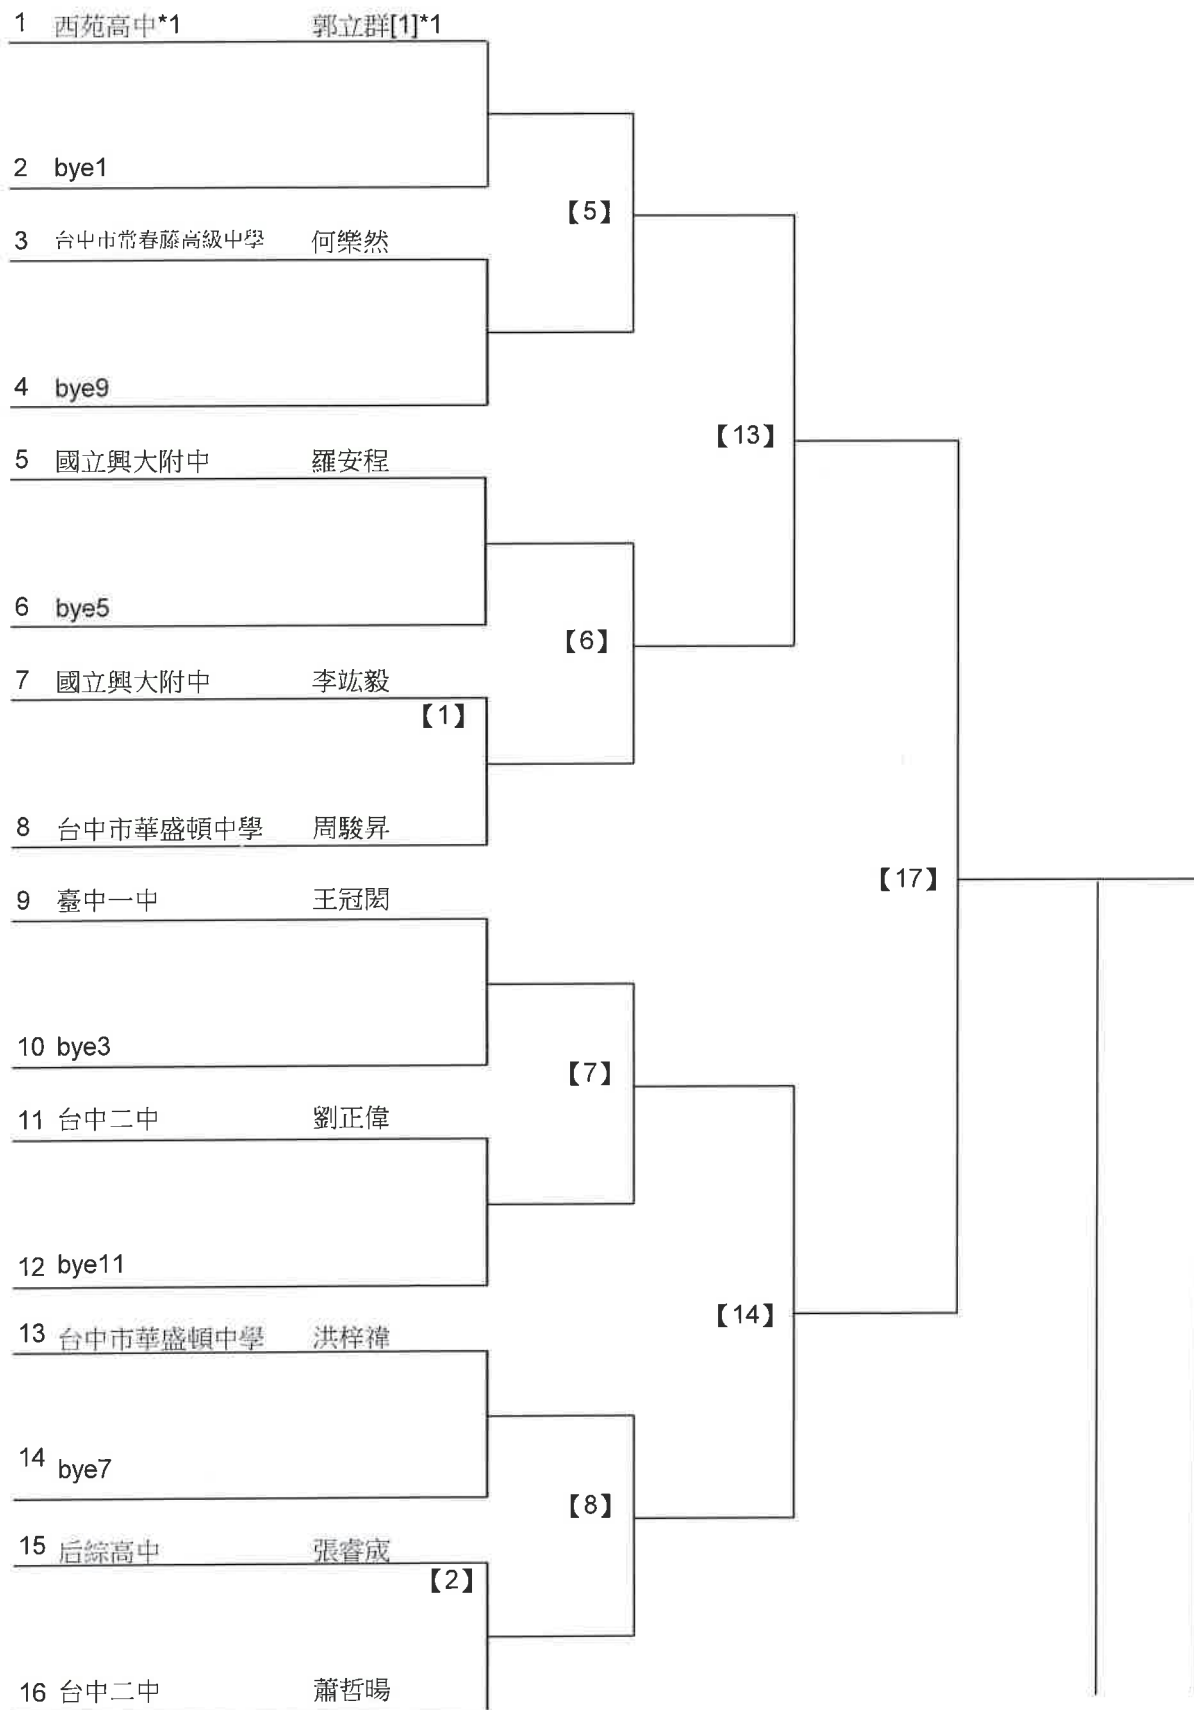 1 西苑高中*1 郭立群[1]*1
2 bye1
【5】
3 台中市常春藤高級中學 何樂然
4 bye9
【13】
5 國立興大附中 羅安程
6 bye5
【6】
7 國立興大附中 李竑毅
【1】
8 台中市華盛頓中學 周駿昇
【17】
9 臺中一中 王冠閎
10 bye3
【7】
11 台中二中 劉正偉
12 bye11
【14】
13 台中市華盛頓中學 洪梓禕
14 bye7
【8】
15 后綜高中 張睿宬
【2】
16 台中二中 蕭哲暘